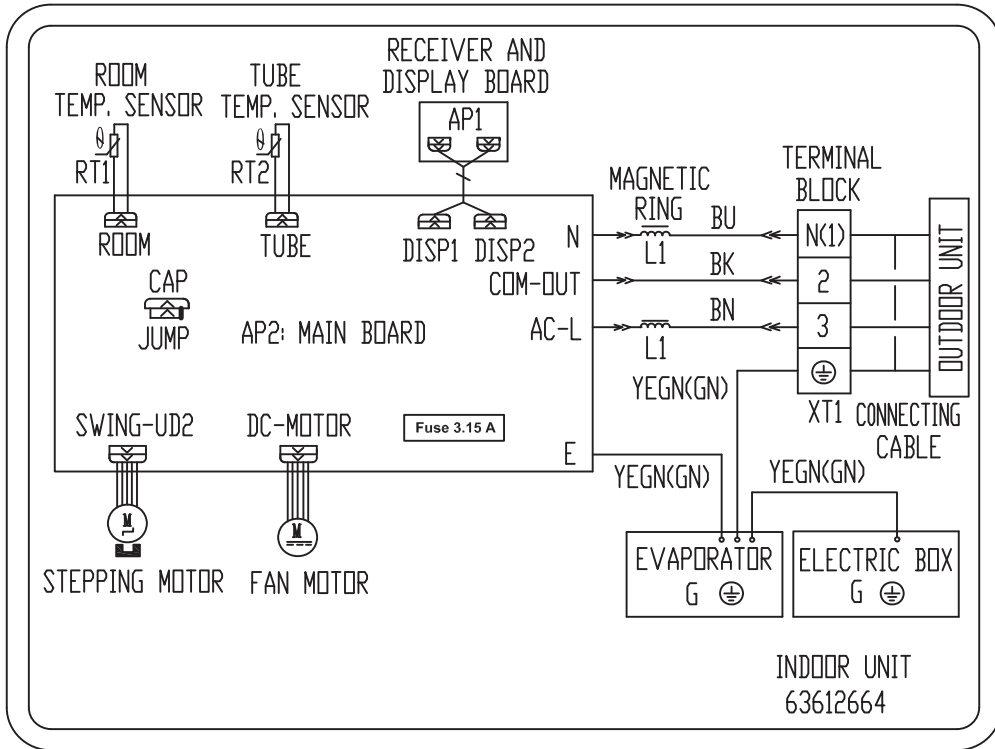 ROOM
TEMP. SENSOR
RT1
ROOM
TUBE
TEMP. SENSOR
RT2
TUBE
RECEIVER AND
DISPLAY BOARD
AP1
DISP1 DISP2
CAP
JUMP
AP2: MAIN BOARD
N
COM-OUT
AC-L
MAGNETIC
RING
L1
L1
BU
BK
BN
YEGN(GN)
TERMINAL
BLOCK
N(1)
2
3
XT1
OUTDOOR UNIT
CONNECTING
CABLE
SWING-UD2
DC-MOTOR
Fuse 3.15 A
E
YEGN(GN)
YEGN(GN)
M
STEPPING MOTOR
M
FAN MOTOR
EVAPORATOR
G
ELECTRIC BOX
G
INDOOR UNIT
63612664